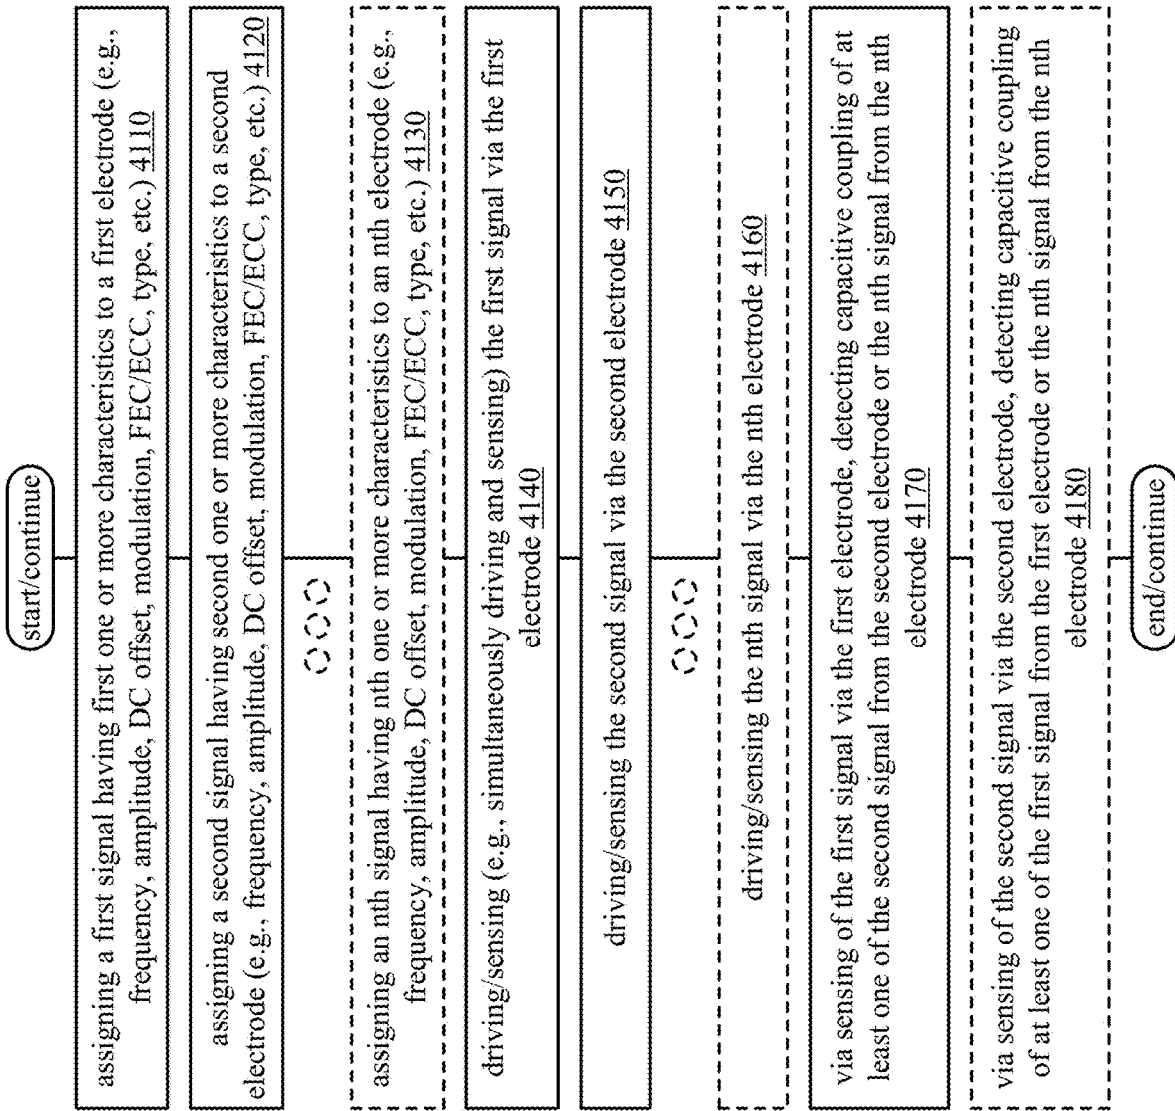 start/continue
assigning a first signal having first one or more characteristics to a first electrode (e.g.,
frequency, amplitude, DC offset, modulation, FEC/ECC, type, etc.) 4110
assigning a second signal having second one or more characteristics to a second
electrode (e.g., frequency, amplitude, DC offset, modulation, FEC/ECC, type, etc.) 4120
assigning an nth signal having nth one or more characteristics to an nth electrode (e.g.,
frequency, amplitude, DC offset, modulation, FEC/ECC, type, etc.) 4130
driving/sensing (e.g., simultaneously driving and sensing) the first signal via the first
electrode 4140
driving/sensing the second signal via the second electrode 4150
driving/sensing the nth signal via the nth electrode 4160
via sensing of the first signal via the first electrode, detecting capacitive coupling of at
least one of the second signal from the second electrode or the nth signal from the nth
electrode 4170
via sensing of the second signal via the second electrode, detecting capacitive coupling
of at least one of the first signal from the first electrode or the nth signal from the nth
electrode 4180
end/continue